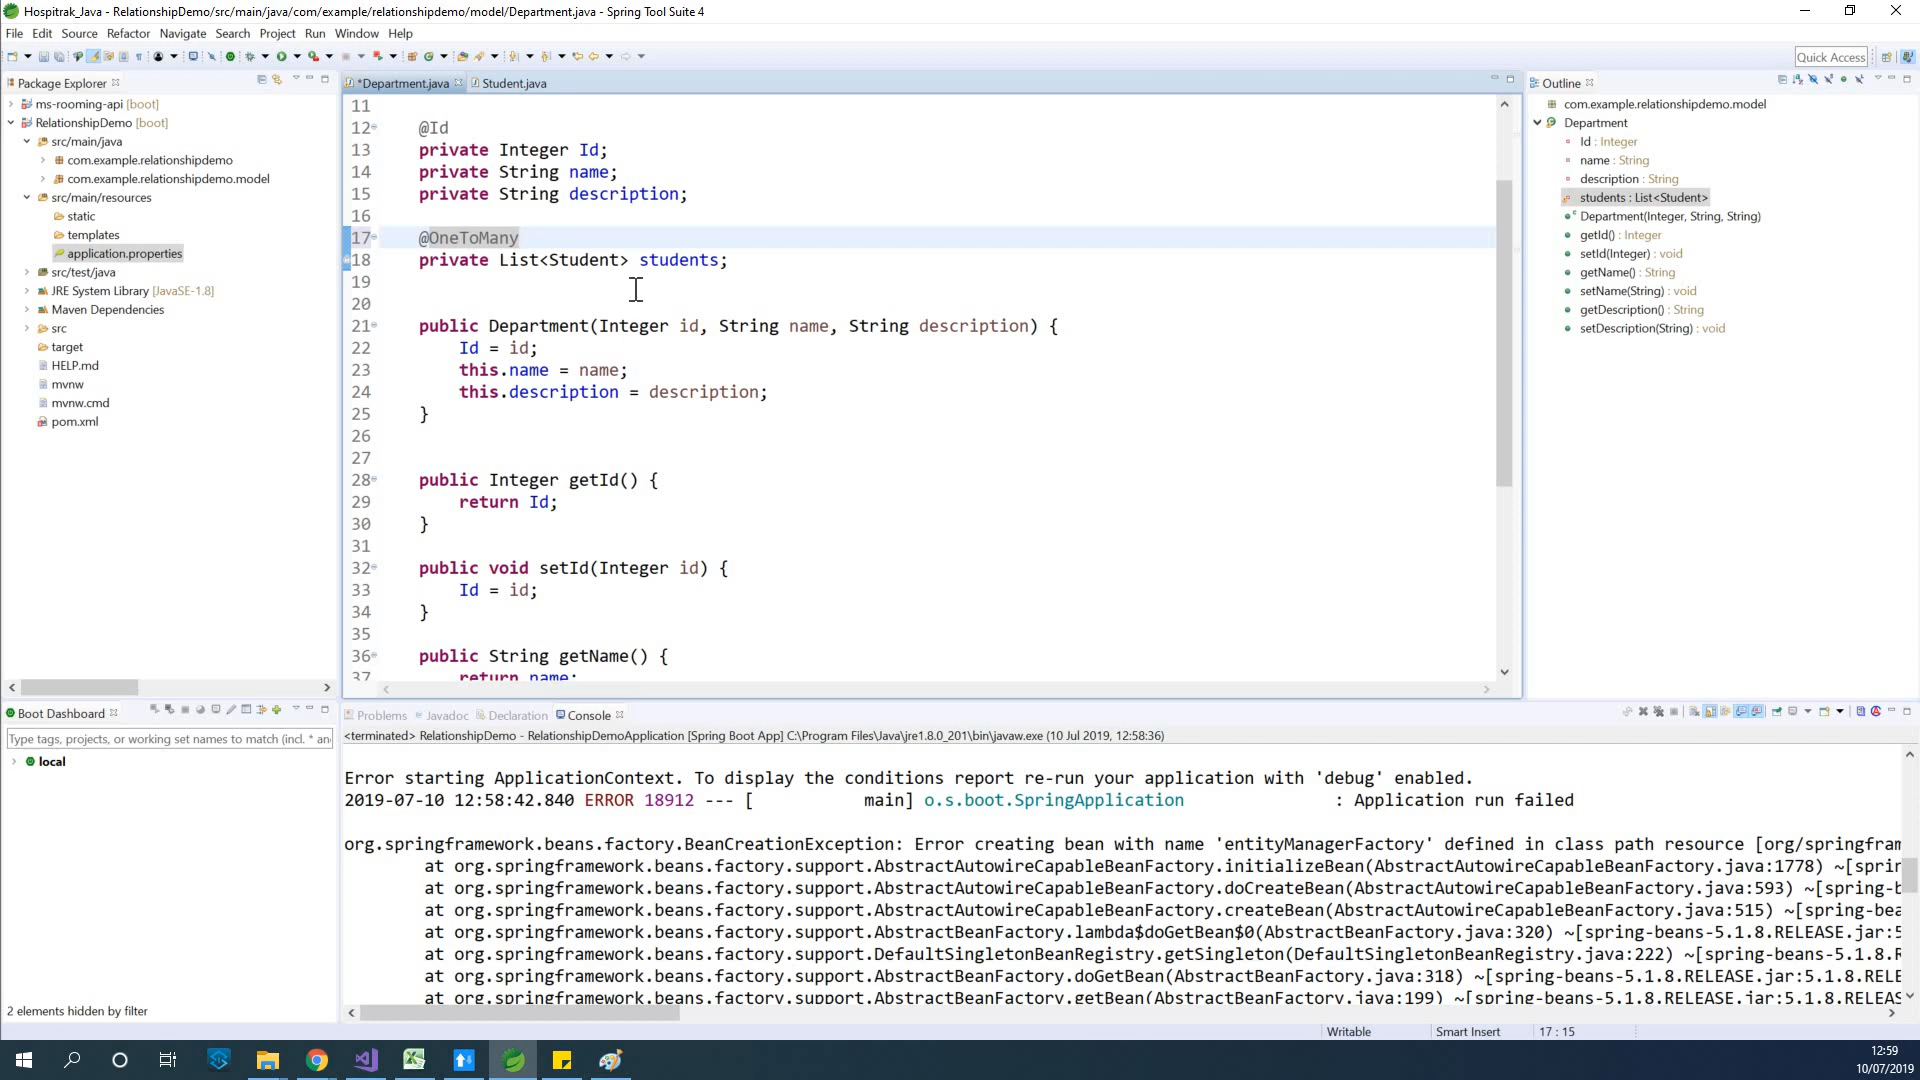 Hospitrak_Java - RelationshipDemo/src/main/java/com/example/relationshipdemo/model/Department.java - Spring Tool Suite 4
File Edit Source Refactor Navigate Search Project Run Window Help
Quick Access
Package Explorer
ms-rooming-api [boot]
RelationshipDemo [boot]
src/main/java
com.example.relationshipdemo
com.example.relationshipdemo.model
src/main/resources
static
templates
application.properties
src/test/java
JRE System Library [JavaSE-1.8]
Maven Dependencies
src
target
HELP.md
mvnw
mvnw.cmd
pom.xml
*Department.java Student.java
11
12 @Id
13 private Integer Id;
14 private String name;
15 private String description;
16
17 @OneToMany
18 private List<Student> students;
19
20
21 public Department(Integer id, String name, String description) {
22 Id = id;
23 this.name = name;
24 this.description = description;
25 }
26
27
28 public Integer getId() {
29 return Id;
30 }
31
32 public void setId(Integer id) {
33 Id = id;
34 }
35
36 public String getName() {
37 return name;
Outline
com.example.relationshipdemo.model
Department
Id : Integer
name : String
description : String
students : List<Student>
Department(Integer, String, String)
getId() : Integer
setId(Integer) : void
getName() : String
setName(String) : void
getDescription() : String
setDescription(String) : void
Boot Dashboard
Type tags, projects, or working set names to match (incl. * an
local
2 elements hidden by filter
Problems Javadoc Declaration Console
<terminated> RelationshipDemo - RelationshipDemoApplication [Spring Boot App] C:\Program Files\Java\jre1.8.0_201\bin\javaw.exe (10 Jul 2019, 12:58:36)
Error starting ApplicationContext. To display the conditions report re-run your application with 'debug' enabled.
2019-07-10 12:58:42.840 ERROR 18912 --- [ main] o.s.boot.SpringApplication : Application run failed
org.springframework.beans.factory.BeanCreationException: Error creating bean with name 'entityManagerFactory' defined in class path resource [org/springfram
at org.springframework.beans.factory.support.AbstractAutowireCapableBeanFactory.initializeBean(AbstractAutowireCapableBeanFactory.java:1778) ~[sprin
at org.springframework.beans.factory.support.AbstractAutowireCapableBeanFactory.doCreateBean(AbstractAutowireCapableBeanFactory.java:593) ~[spring-b
at org.springframework.beans.factory.support.AbstractAutowireCapableBeanFactory.createBean(AbstractAutowireCapableBeanFactory.java:515) ~[spring-bea
at org.springframework.beans.factory.support.AbstractBeanFactory.lambda$doGetBean$0(AbstractBeanFactory.java:320) ~[spring-beans-5.1.8.RELEASE.jar:5
at org.springframework.beans.factory.support.DefaultSingletonBeanRegistry.getSingleton(DefaultSingletonBeanRegistry.java:222) ~[spring-beans-5.1.8.R
at org.springframework.beans.factory.support.AbstractBeanFactory.doGetBean(AbstractBeanFactory.java:318) ~[spring-beans-5.1.8.RELEASE.jar:5.1.8.RELE
at org.springframework.beans.factory.support.AbstractBeanFactory.getBean(AbstractBeanFactory.java:199) ~[spring-beans-5.1.8.RELEASE.jar:5.1.8.RELEAS
Writable Smart Insert 17 : 15
12:59
10/07/2019